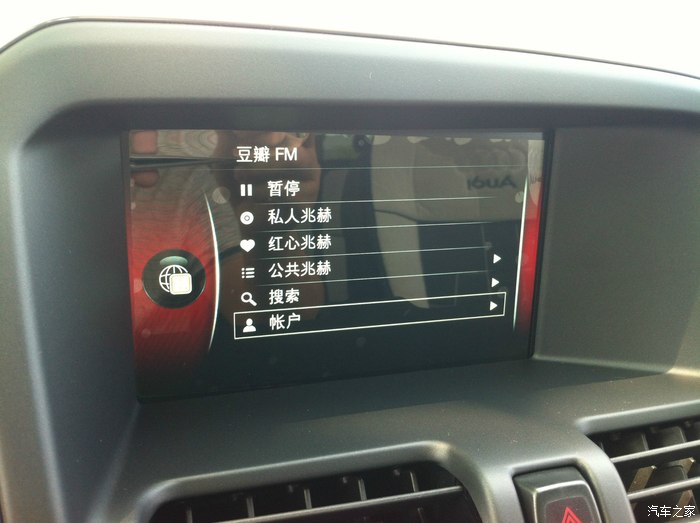 豆瓣 FM
暂停
私人兆赫
红心兆赫
公共兆赫
搜索
帐户
Audi
汽车之家